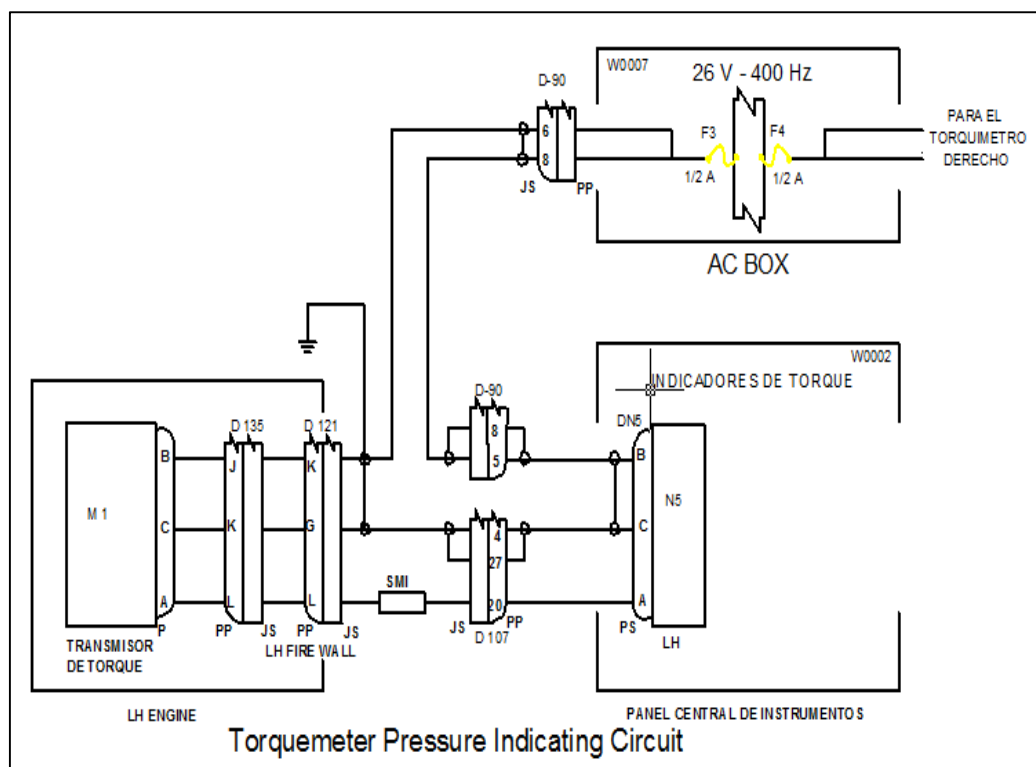 W0007
26 V - 400 Hz
D-90
6
8
JS
PP
F3
F4
1/2 A
1/2 A
PARA EL
TORQUIMETRO
DERECHO
AC BOX
W0002
INDICADORES DE TORQUE
D-90
8
5
DN5
B
C
A
PS
N5
LH
D 135
D 121
M 1
B
C
A
P
J
K
L
PP
JS
K
G
L
PP
JS
SMI
4
27
20
JS
PP
D 107
TRANSMISOR
DE TORQUE
LH FIRE WALL
LH ENGINE
PANEL CENTRAL DE INSTRUMENTOS
Torquemeter Pressure Indicating Circuit